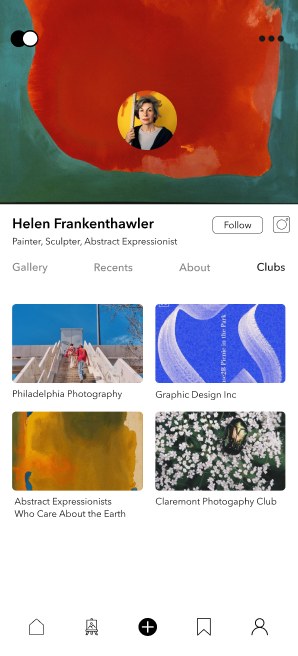 Helen Frankenthawler
Follow
Painter, Sculpter, Abstract Expressionist
Gallery
Recents
About
Clubs
Philadelphia Photography
Graphic Design Inc
Abstract Expressionists
Who Care About the Earth
Claremont Photogaphy Club